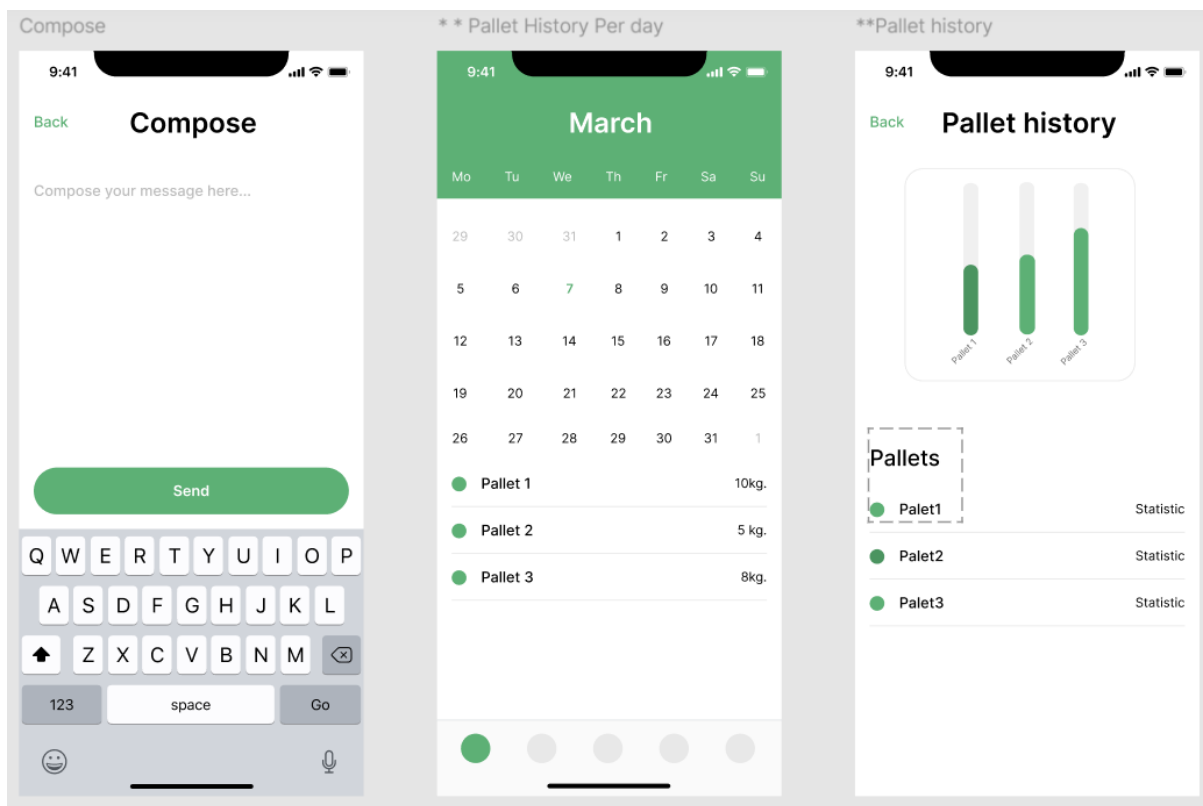 Compose
9:41
Back
Compose
Compose your message here...
Send
Q W E R T Y U I O P
A S D F G H J K L
Z X C V B N M
123 space Go
* * Pallet History Per day
9:41
March
Mo Tu We Th Fr Sa Su
29 30 31 1 2 3 4
5 6 7 8 9 10 11
12 13 14 15 16 17 18
19 20 21 22 23 24 25
26 27 28 29 30 31 1
Pallet 1 10kg.
Pallet 2 5 kg.
Pallet 3 8kg.
**Pallet history
9:41
Back
Pallet history
Pallet 1 Pallet 2 Pallet 3
Pallets
Palet1 Statistic
Palet2 Statistic
Palet3 Statistic